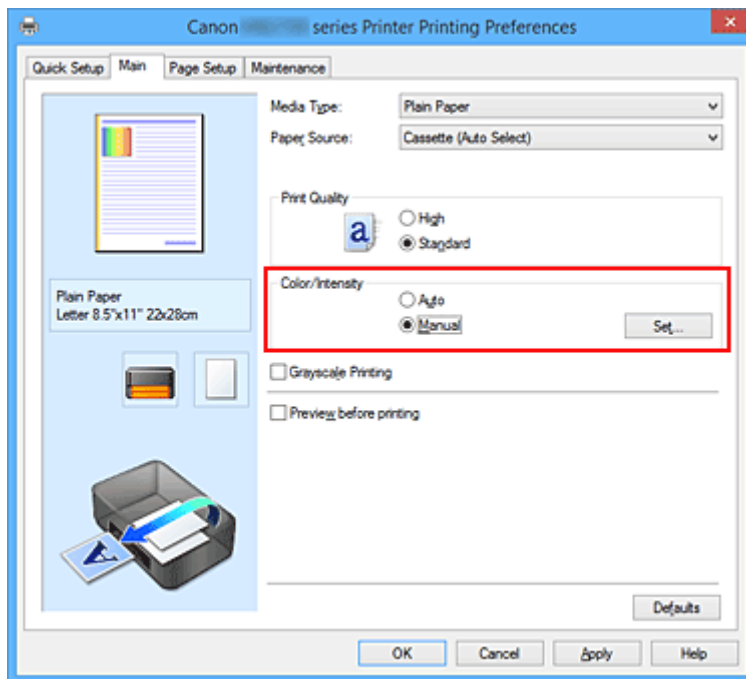 Canon series Printer Printing Preferences
Quick Setup Main Page Setup Maintenance
Media Type: Plain Paper
Paper Source: Cassette (Auto Select)
Print Quality
a
High
Standard
Color/Intensity
Auto
Manual Set...
Plain Paper
Letter 8.5"x11" 22x28cm
Grayscale Printing
Preview before printing
A
Defaults
OK Cancel Apply Help